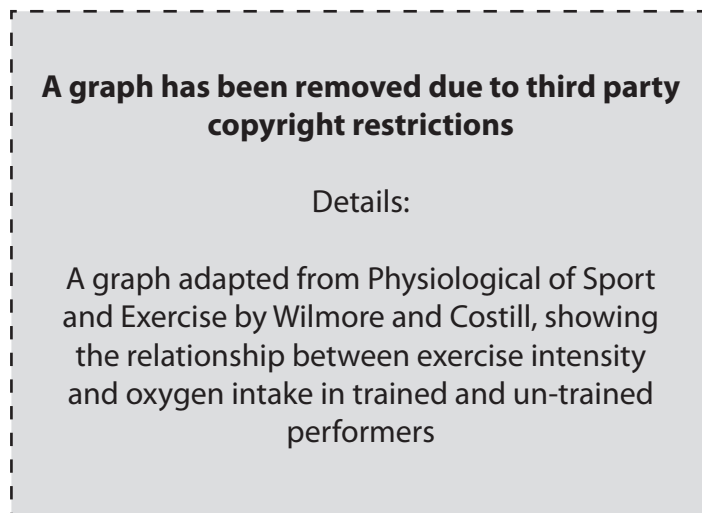 A graph has been removed due to third party
copyright restrictions
Details:
A graph adapted from Physiological of Sport
and Exercise by Wilmore and Costill, showing
the relationship between exercise intensity
and oxygen intake in trained and un-trained
performers